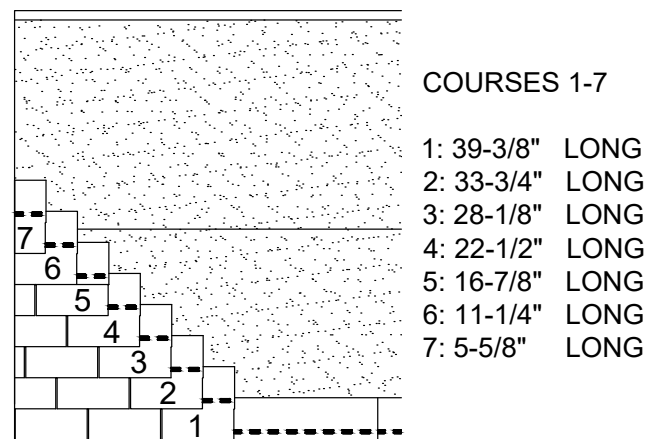 COURSES 1-7
1: 39-3/8" LONG
2: 33-3/4" LONG
3: 28-1/8" LONG
4: 22-1/2" LONG
5: 16-7/8" LONG
6: 11-1/4" LONG
7: 5-5/8" LONG
7
6
5
4
3
2
1